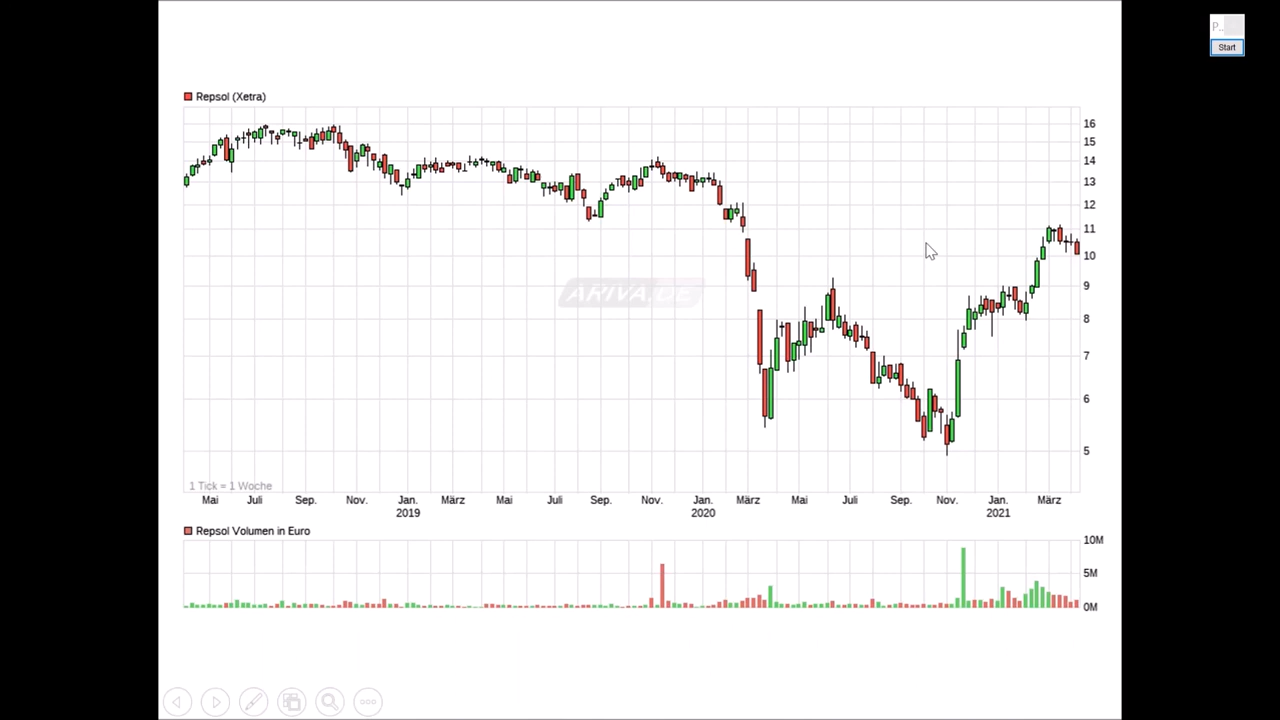 P..
Start
Repsol (Xetra)
16
15
14
13
12
11
10
9
8
7
6
5
ARIVA.DE
1 Tick = 1 Woche
Mai Juli Sep. Nov. Jan. März Mai Juli Sep. Nov. Jan. März Mai Juli Sep. Nov. Jan. März
2019 2020 2021
Repsol Volumen in Euro
10M
5M
0M